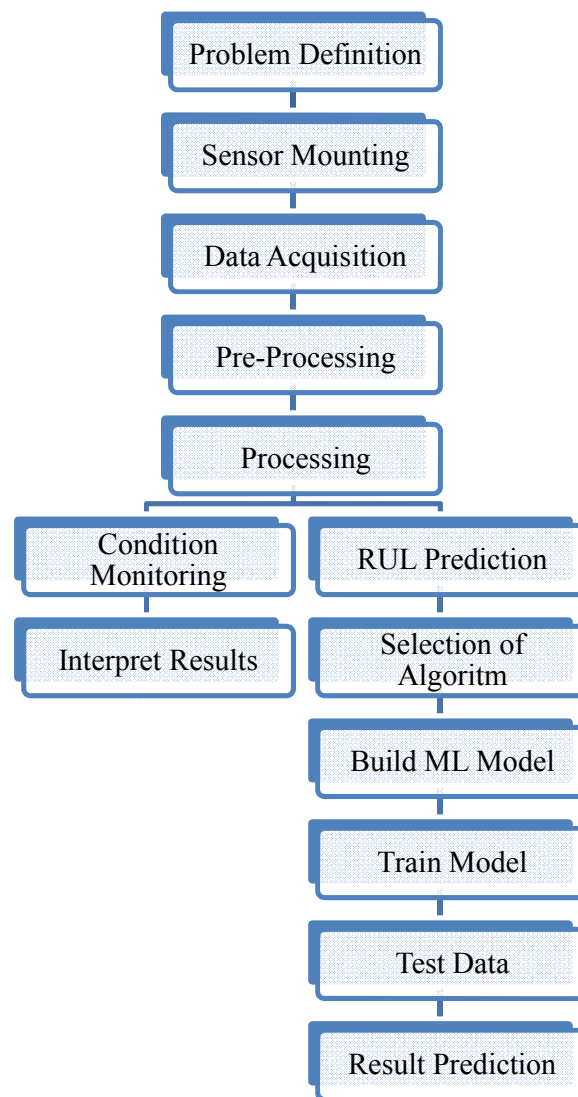 Problem Definition
Sensor Mounting
Data Acquisition
Pre-Processing
Processing
Condition
Monitoring
Interpret Results
RUL Prediction
Selection of
Algoritm
Build ML Model
Train Model
Test Data
Result Prediction